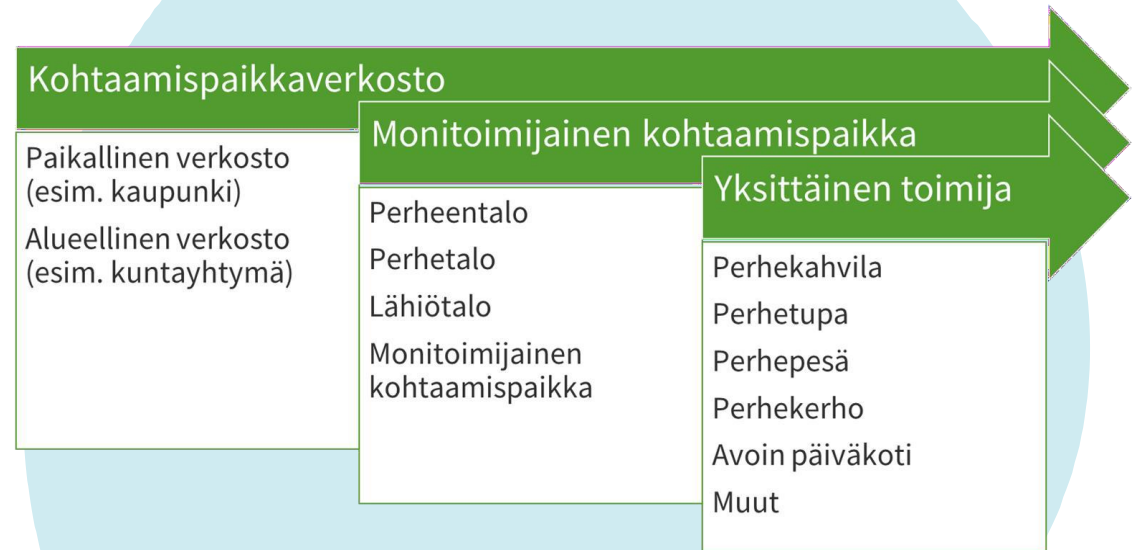 Kohtaamispaikkaverkosto
Paikallinen verkosto
(esim. kaupunki)
Alueellinen verkosto
(esim. kuntayhtymä)
Monitoimijainen kohtaamispaikka
Perheentalo
Perhetalo
Lähiötalo
Monitoimijainen
kohtaamispaikka
Yksittäinen toimija
Perhekahvila
Perhetupa
Perhepesä
Perhekerho
Avoin päiväkoti
Muut